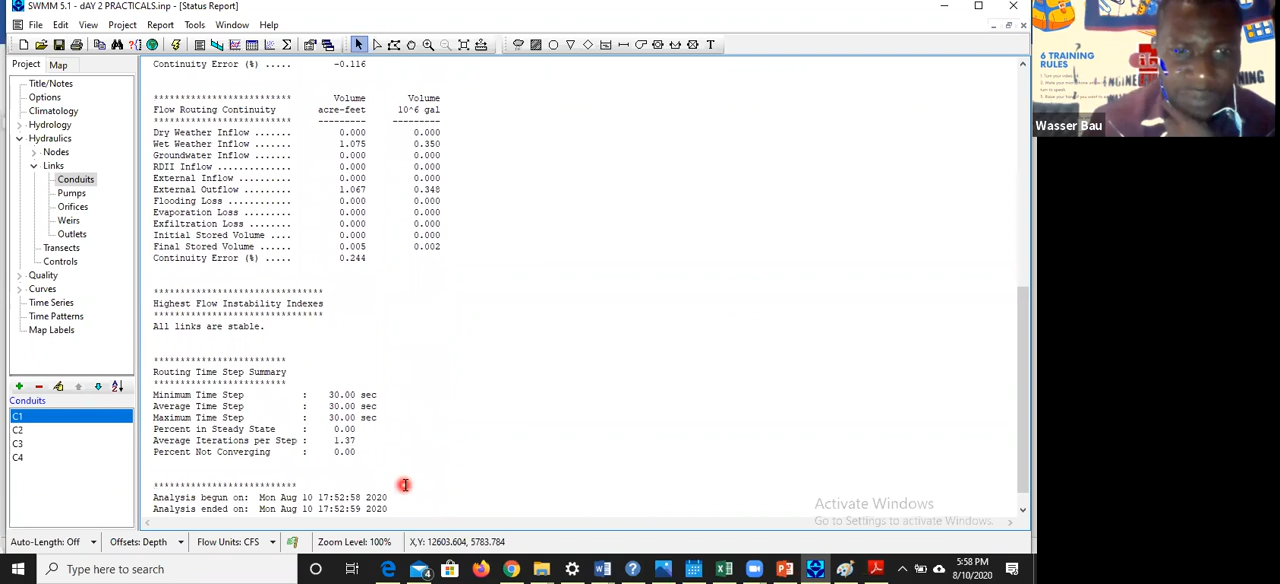 SWMM 5.1 - dAY 2 PRACTICALS.inp - [Status Report]
File Edit View Project Report Tools Window Help
Project Map
Title/Notes
Options
Climatology
Hydrology
Hydraulics
Nodes
Links
Conduits
Pumps
Orifices
Weirs
Outlets
Transects
Controls
Quality
Curves
Time Series
Time Patterns
Map Labels
Conduits
C1
C2
C3
C4
Continuity Error (%) ..... -0.116
************************** Volume Volume
Flow Routing Continuity acre-feet 10^6 gal
************************** --------- ---------
Dry Weather Inflow ....... 0.000 0.000
Wet Weather Inflow ....... 1.075 0.350
Groundwater Inflow ....... 0.000 0.000
RDII Inflow .............. 0.000 0.000
External Inflow .......... 0.000 0.000
External Outflow ......... 1.067 0.348
Flooding Loss ............ 0.000 0.000
Evaporation Loss ......... 0.000 0.000
Exfiltration Loss ........ 0.000 0.000
Initial Stored Volume .... 0.000 0.000
Final Stored Volume ...... 0.005 0.002
Continuity Error (%) ..... 0.244
********************************
Highest Flow Instability Indexes
********************************
All links are stable.
*************************
Routing Time Step Summary
*************************
Minimum Time Step : 30.00 sec
Average Time Step : 30.00 sec
Maximum Time Step : 30.00 sec
Percent in Steady State : 0.00
Average Iterations per Step : 1.37
Percent Not Converging : 0.00
***************************
Analysis begun on: Mon Aug 10 17:52:58 2020
Analysis ended on: Mon Aug 10 17:52:59 2020
Activate Windows
Go to Settings to activate Windows.
Auto-Length: Off Offsets: Depth Flow Units: CFS Zoom Level: 100% X,Y: 12603.604, 5783.784
Type here to search
4
5:58 PM
8/10/2020
6 TRAINING
RULES
Wasser Bau